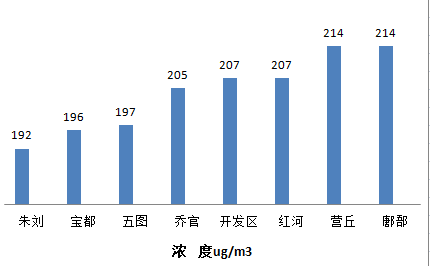 192 196 197 205 207 207 214 214
朱刘 宝都 五图 乔官 开发区 红河 营丘 鄌郚
浓 度ug/m3